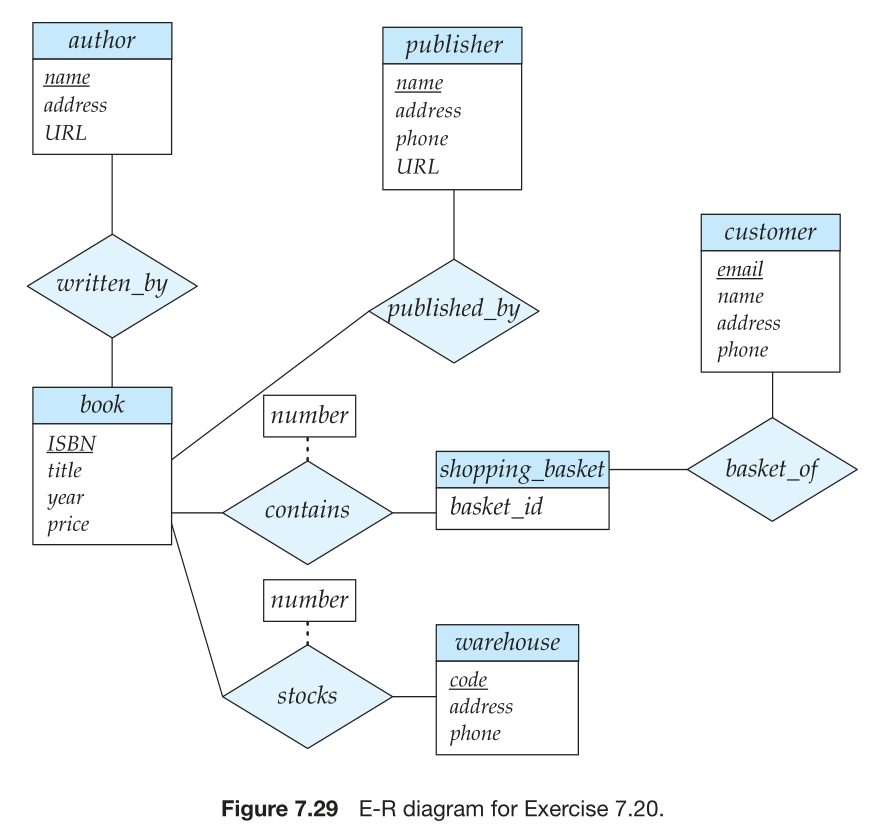 author
name
address
URL
publisher
name
address
phone
URL
customer
email
name
address
phone
written_by
published_by
book
ISBN
title
year
price
number
contains
shopping_basket
basket_id
basket_of
number
stocks
warehouse
code
address
phone
Figure 7.29 E-R diagram for Exercise 7.20.